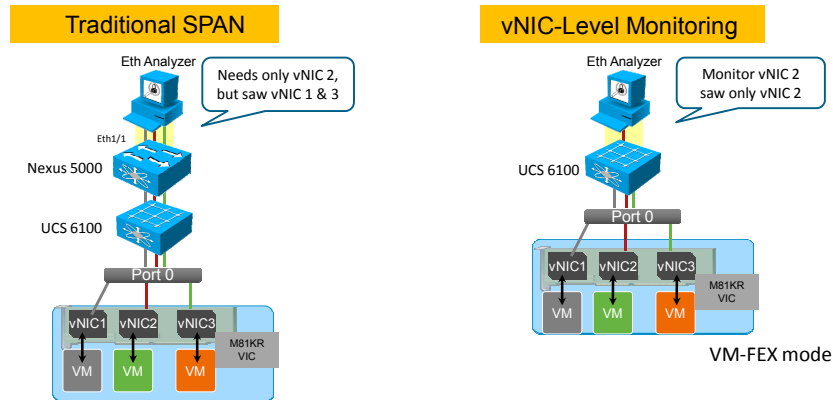 Traditional SPAN
Eth Analyzer
Needs only vNIC 2,
but saw vNIC 1 & 3
Eth1/1
Nexus 5000
UCS 6100
Port 0
vNIC1
vNIC2
vNIC3
M81KR
VIC
VM
VM
VM
vNIC-Level Monitoring
Eth Analyzer
Monitor vNIC 2
saw only vNIC 2
UCS 6100
Port 0
vNIC1
vNIC2
vNIC3
M81KR
VIC
VM
VM
VM
VM-FEX mode